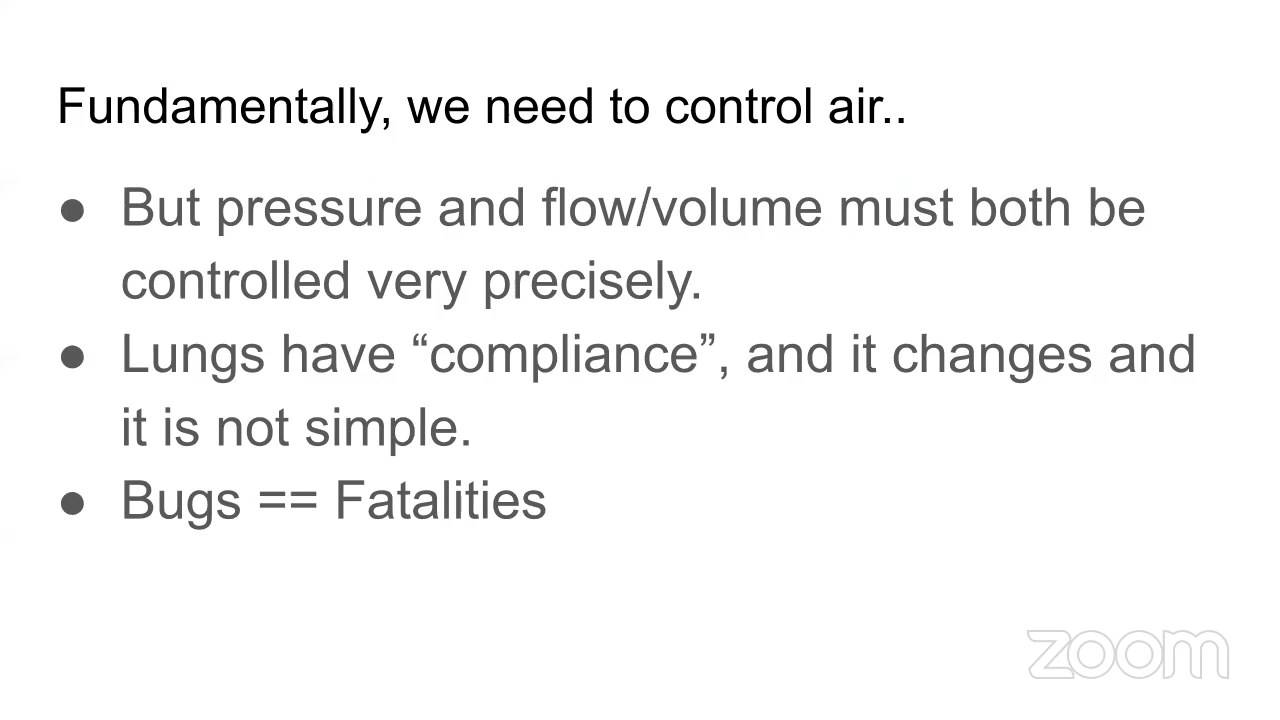 Fundamentally, we need to control air..
● But pressure and flow/volume must both be
controlled very precisely.
● Lungs have “compliance”, and it changes and
it is not simple.
● Bugs == Fatalities
zoom